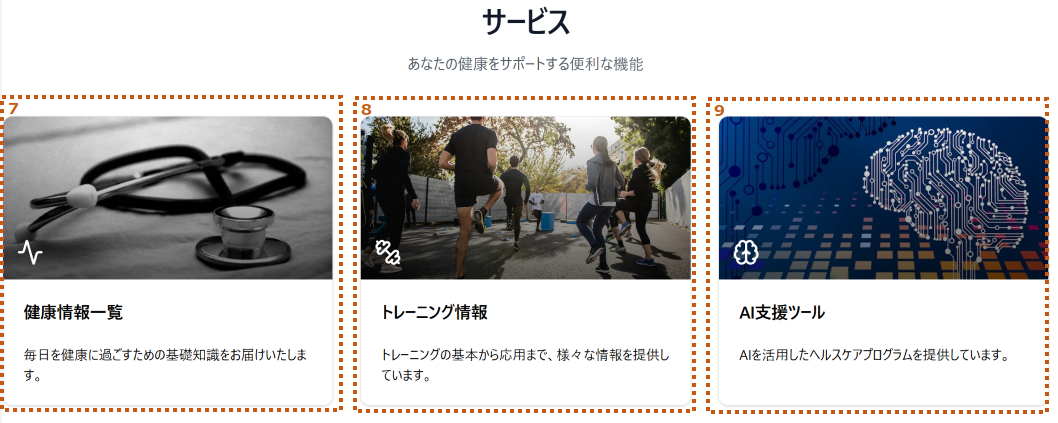 サービス
あなたの健康をサポートする便利な機能
7
8
9
健康情報一覧
毎日を健康に過ごすための基礎知識をお届けいたしま
す。
トレーニング情報
トレーニングの基本から応用まで、様々な情報を提供し
ています。
AI支援ツール
AIを活用したヘルスケアプログラムを提供しています。